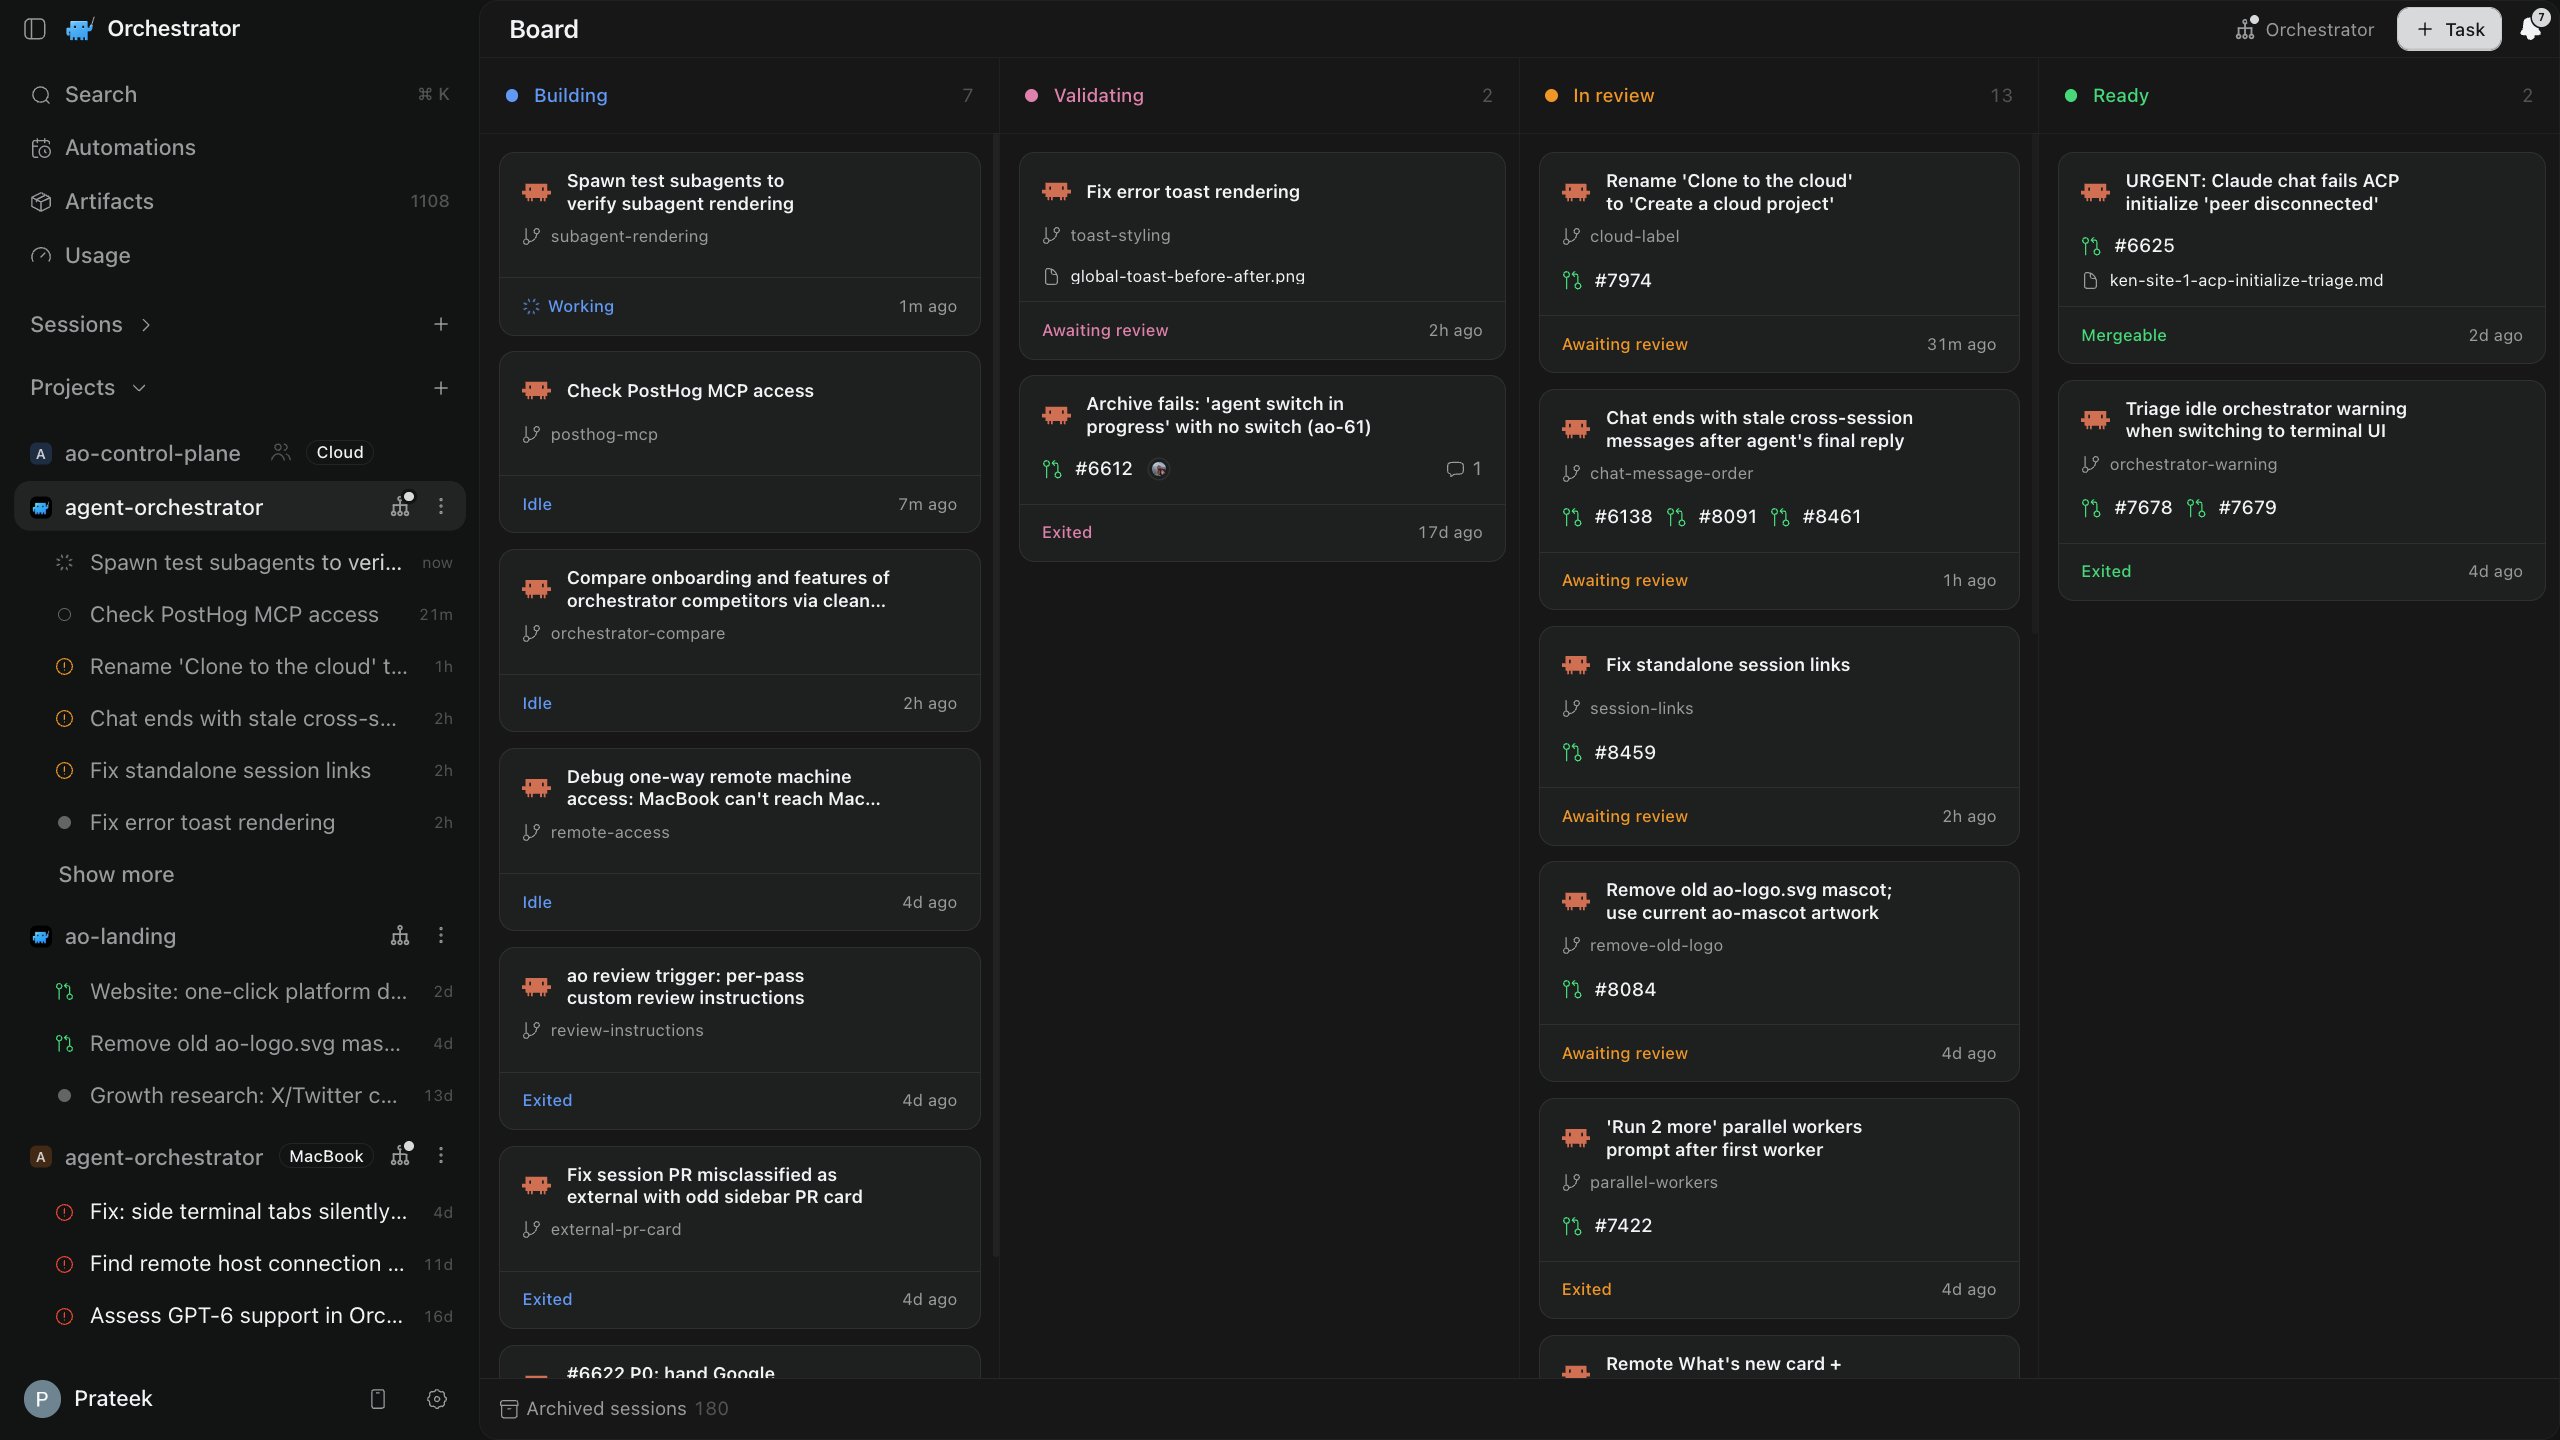 Orchestrator
Search
⌘ K
Automations
Artifacts
1108
Usage
Sessions
Projects
A
ao-control-plane
Cloud
agent-orchestrator
Spawn test subagents to veri...
now
Check PostHog MCP access
21m
Rename 'Clone to the cloud' t...
1h
Chat ends with stale cross-s...
2h
Fix standalone session links
2h
Fix error toast rendering
2h
Show more
ao-landing
Website: one-click platform d...
2d
Remove old ao-logo.svg mas...
4d
Growth research: X/Twitter c...
13d
A
agent-orchestrator
MacBook
Fix: side terminal tabs silently...
4d
Find remote host connection ...
11d
Assess GPT-6 support in Orc...
16d
P
Prateek
Board
Orchestrator
+ Task
7
Building
7
Spawn test subagents to
verify subagent rendering
subagent-rendering
Working
1m ago
Check PostHog MCP access
posthog-mcp
Idle
7m ago
Compare onboarding and features of
orchestrator competitors via clean...
orchestrator-compare
Idle
2h ago
Debug one-way remote machine
access: MacBook can't reach Mac...
remote-access
Idle
4d ago
ao review trigger: per-pass
custom review instructions
review-instructions
Exited
4d ago
Fix session PR misclassified as
external with odd sidebar PR card
external-pr-card
Exited
4d ago
#6622 P0: hand Google
Validating
2
Fix error toast rendering
toast-styling
global-toast-before-after.png
Awaiting review
2h ago
Archive fails: 'agent switch in
progress' with no switch (ao-61)
#6612
1
Exited
17d ago
In review
13
Rename 'Clone to the cloud'
to 'Create a cloud project'
cloud-label
#7974
Awaiting review
31m ago
Chat ends with stale cross-session
messages after agent's final reply
chat-message-order
#6138 #8091 #8461
Awaiting review
1h ago
Fix standalone session links
session-links
#8459
Awaiting review
2h ago
Remove old ao-logo.svg mascot;
use current ao-mascot artwork
remove-old-logo
#8084
Awaiting review
4d ago
'Run 2 more' parallel workers
prompt after first worker
parallel-workers
#7422
Exited
4d ago
Remote What's new card +
Ready
2
URGENT: Claude chat fails ACP
initialize 'peer disconnected'
#6625
ken-site-1-acp-initialize-triage.md
Mergeable
2d ago
Triage idle orchestrator warning
when switching to terminal UI
orchestrator-warning
#7678 #7679
Exited
4d ago
Archived sessions 180